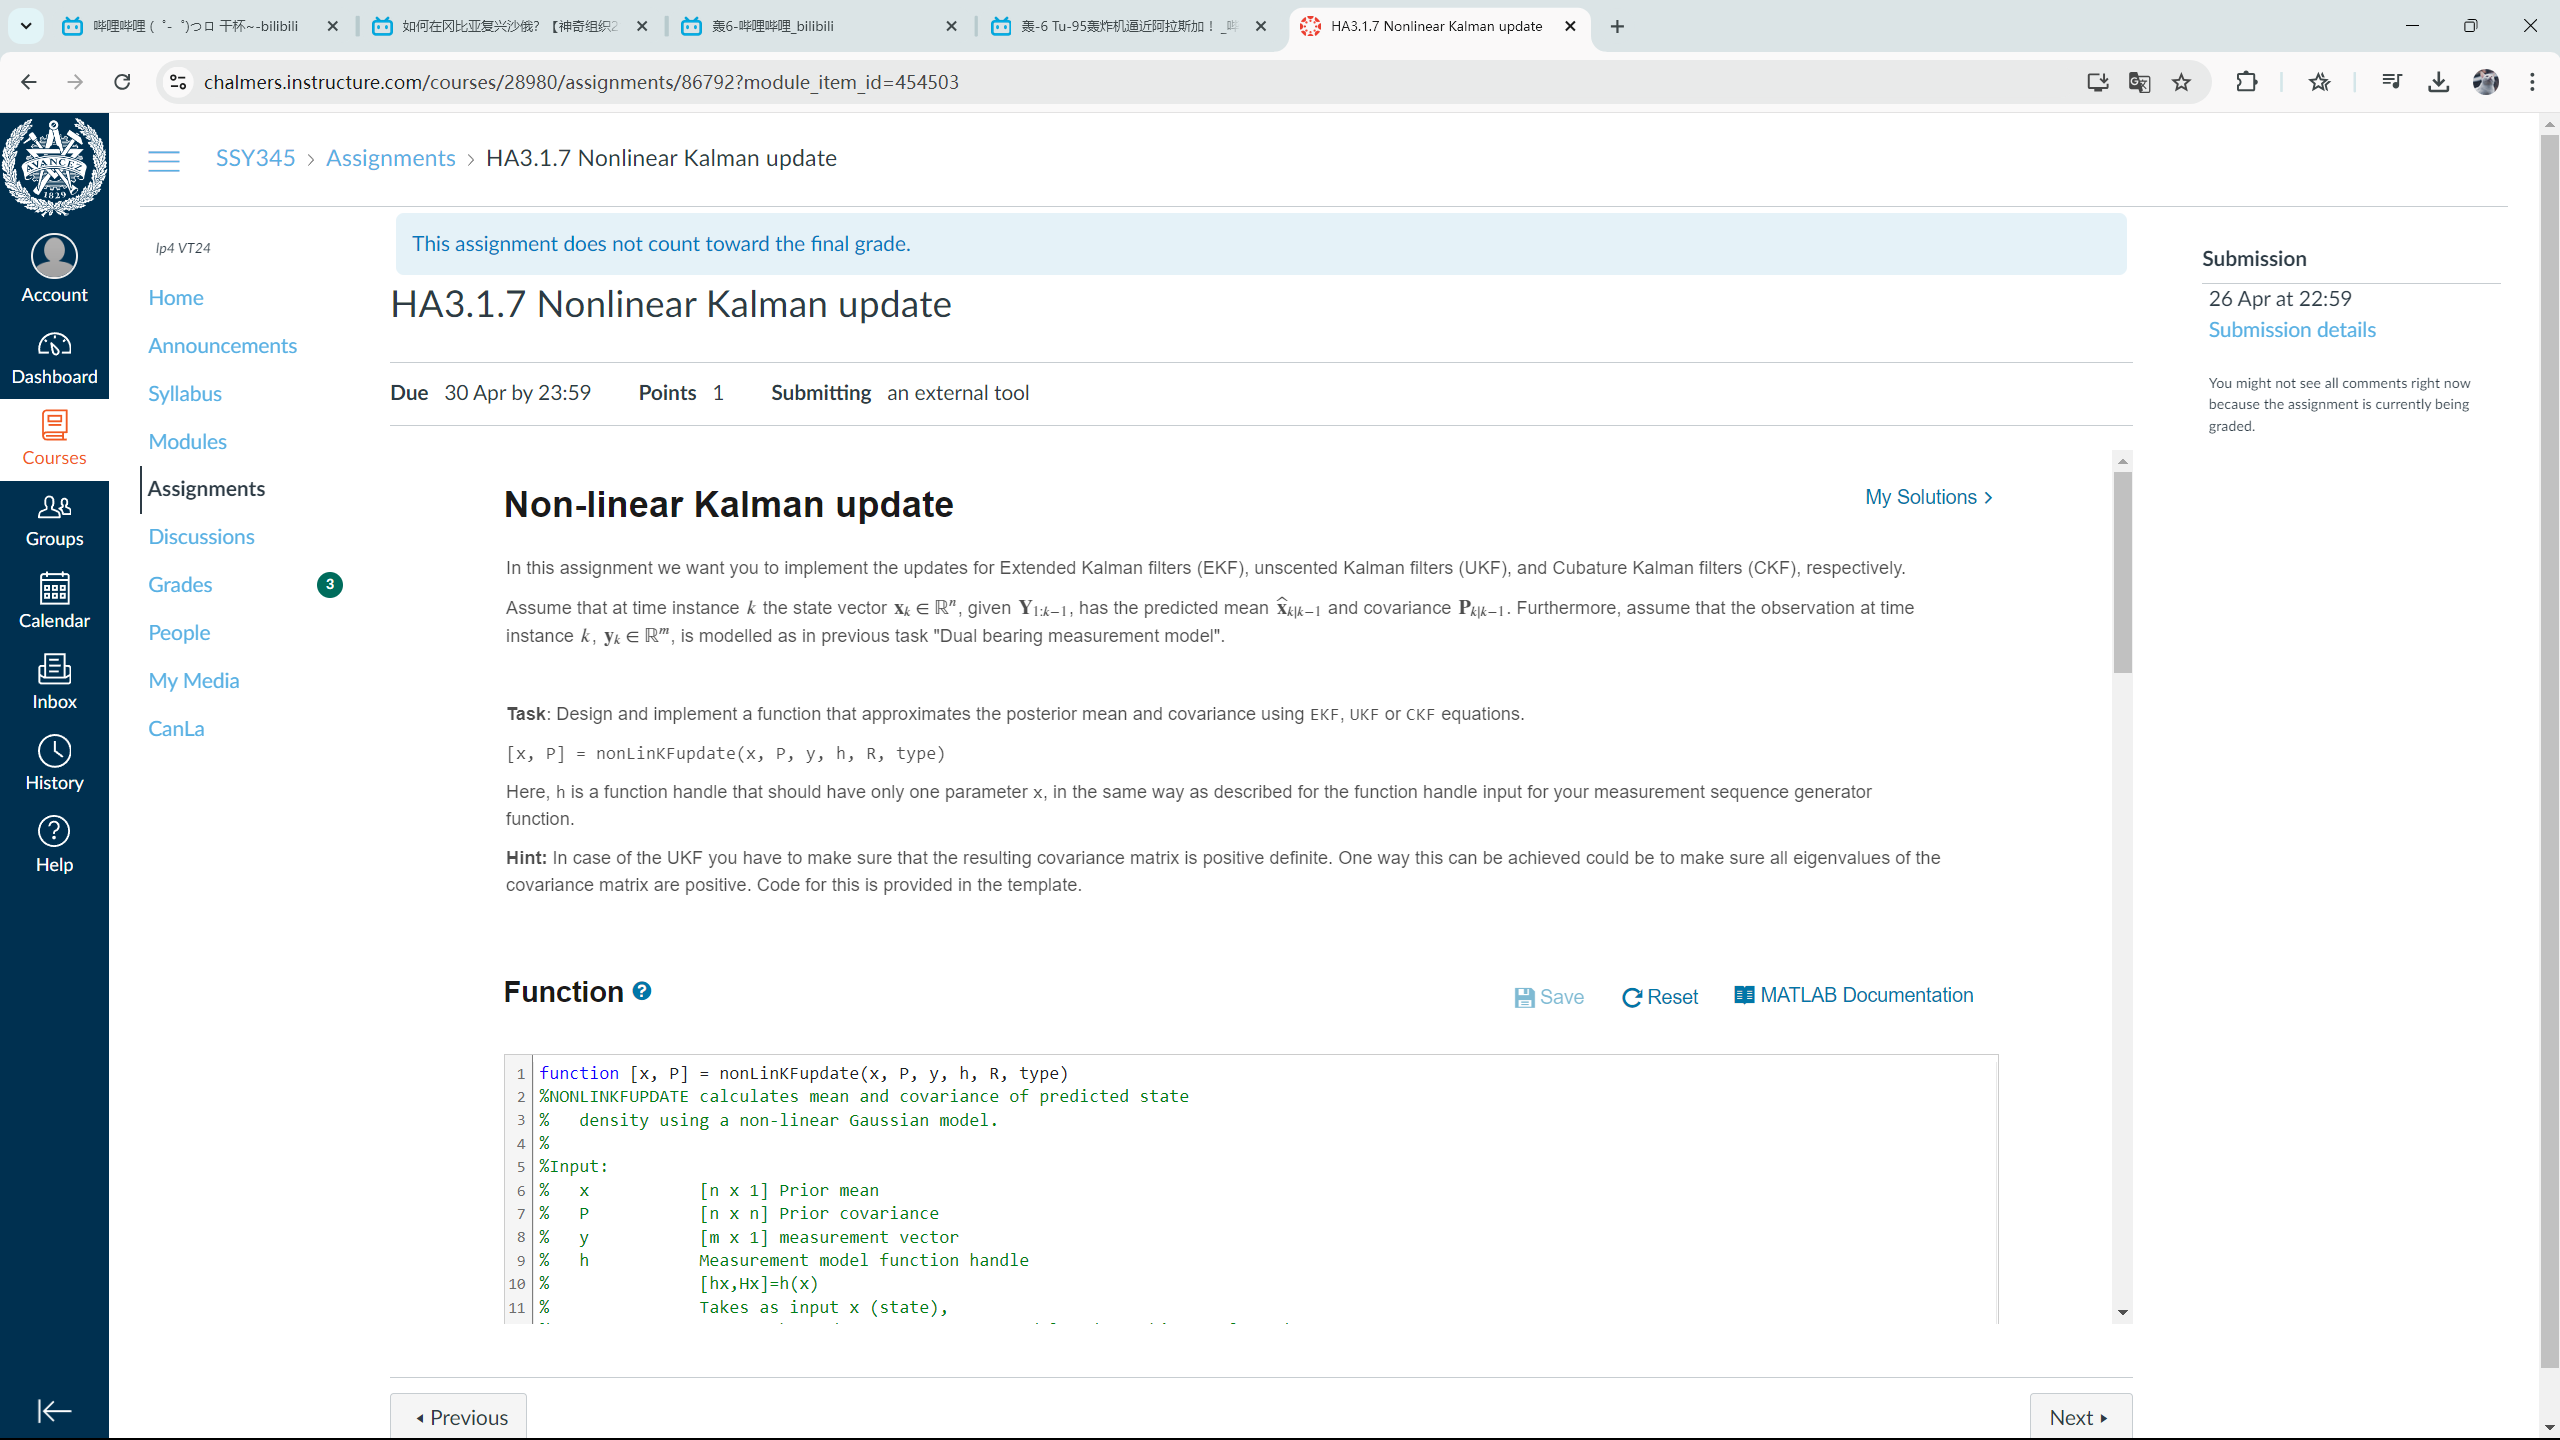 哔哩哔哩 (゜-゜)つロ 干杯~-bilibili
如何在冈比亚复兴沙俄？【神奇组织2
轰6-哔哩哔哩_bilibili
轰-6 Tu-95轰炸机逼近阿拉斯加！_哔
HA3.1.7 Nonlinear Kalman update
chalmers.instructure.com/courses/28980/assignments/86792?module_item_id=454503
AVANCEZ
1829
SSY345 › Assignments › HA3.1.7 Nonlinear Kalman update
Account
Dashboard
Courses
Groups
Calendar
Inbox
History
Help
lp4 VT24
Home
Announcements
Syllabus
Modules
Assignments
Discussions
Grades 3
People
My Media
CanLa
This assignment does not count toward the final grade.
HA3.1.7 Nonlinear Kalman update
Due 30 Apr by 23:59 Points 1 Submitting an external tool
Submission
26 Apr at 22:59
Submission details
You might not see all comments right now
because the assignment is currently being
graded.
Non-linear Kalman update
My Solutions >
In this assignment we want you to implement the updates for Extended Kalman filters (EKF), unscented Kalman filters (UKF), and Cubature Kalman filters (CKF), respectively.
Assume that at time instance k the state vector xₖ ∈ ℝⁿ, given Y₁:ₖ₋₁, has the predicted mean x̂ₖ|ₖ₋₁ and covariance Pₖ|ₖ₋₁. Furthermore, assume that the observation at time
instance k, yₖ ∈ ℝᵐ, is modelled as in previous task "Dual bearing measurement model".
Task: Design and implement a function that approximates the posterior mean and covariance using EKF, UKF or CKF equations.
[x, P] = nonLinKFupdate(x, P, y, h, R, type)
Here, h is a function handle that should have only one parameter x, in the same way as described for the function handle input for your measurement sequence generator
function.
Hint: In case of the UKF you have to make sure that the resulting covariance matrix is positive definite. One way this can be achieved could be to make sure all eigenvalues of the
covariance matrix are positive. Code for this is provided in the template.
Function ?
Save Reset MATLAB Documentation
1 function [x, P] = nonLinKFupdate(x, P, y, h, R, type)
2 %NONLINKFUPDATE calculates mean and covariance of predicted state
3 % density using a non-linear Gaussian model.
4 %
5 %Input:
6 % x [n x 1] Prior mean
7 % P [n x n] Prior covariance
8 % y [m x 1] measurement vector
9 % h Measurement model function handle
10 % [hx,Hx]=h(x)
11 % Takes as input x (state),
◂ Previous
Next ▸